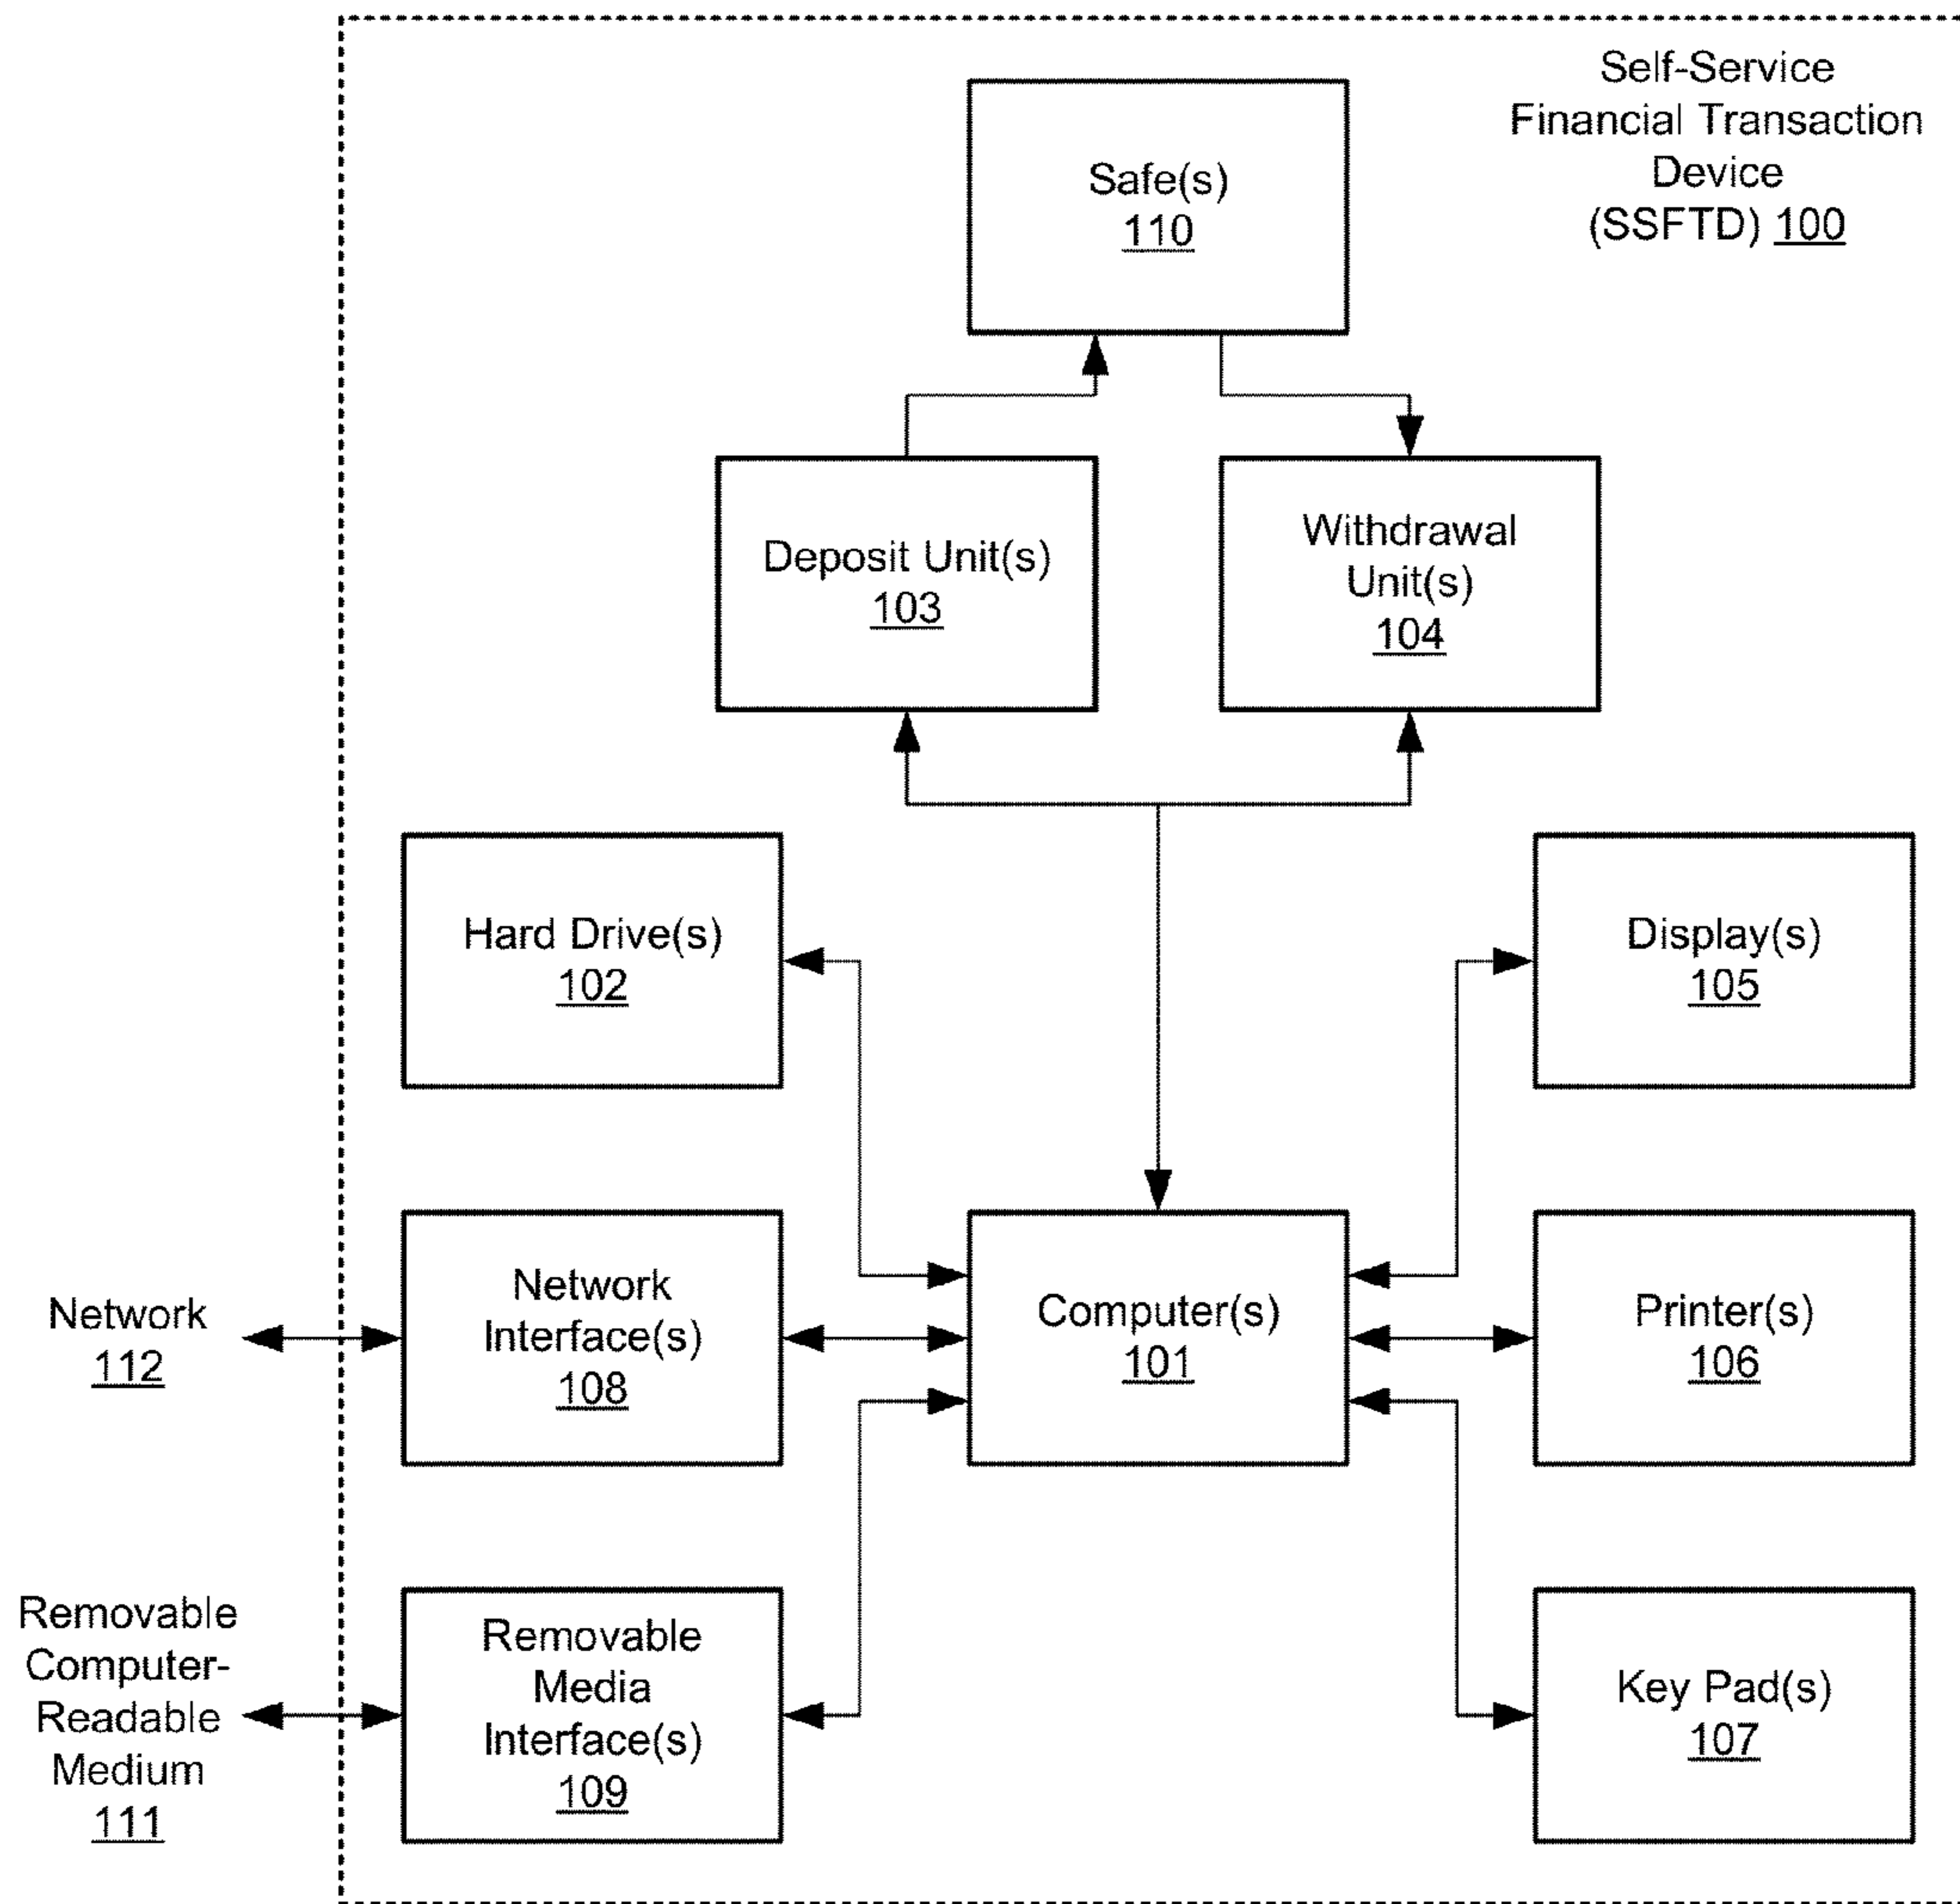 Self-Service
Financial Transaction
Device
(SSFTD) 100
Safe(s)
110
Deposit Unit(s)
103
Withdrawal
Unit(s)
104
Hard Drive(s)
102
Display(s)
105
Network
112
Network
Interface(s)
108
Computer(s)
101
Printer(s)
106
Removable
Computer-
Readable
Medium
111
Removable
Media
Interface(s)
109
Key Pad(s)
107